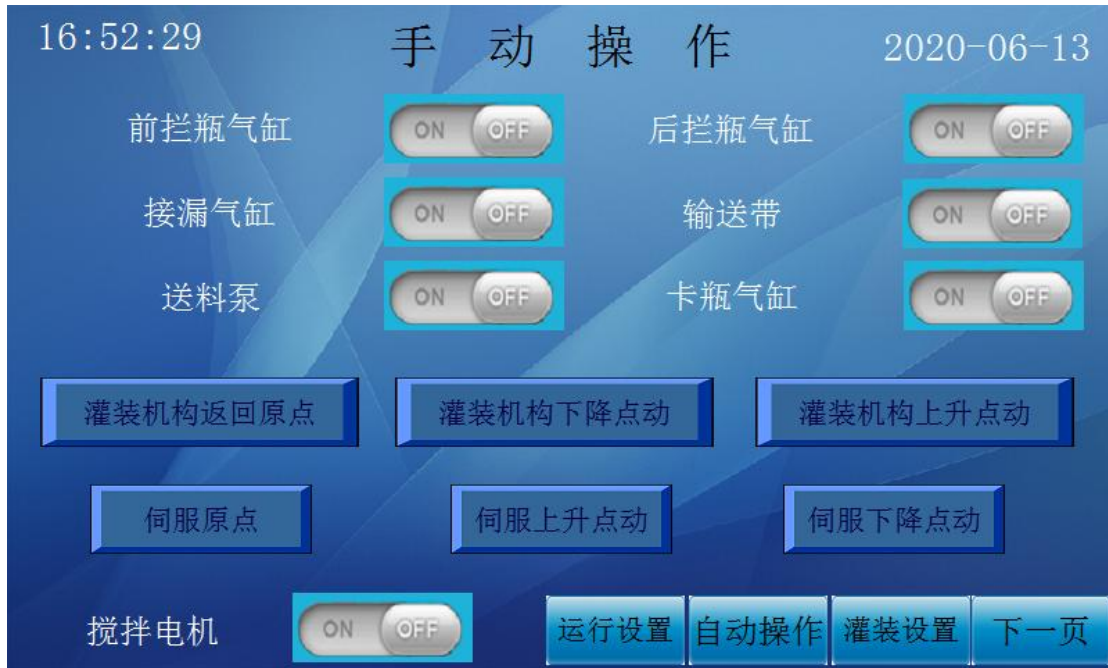 16:52:29 手动操作 2020-06-13
前拦瓶气缸 ON OFF 后拦瓶气缸 ON OFF
接漏气缸 ON OFF 输送带 ON OFF
送料泵 ON OFF 卡瓶气缸 ON OFF
灌装机构返回原点 灌装机构下降点动 灌装机构上升点动
伺服原点 伺服上升点动 伺服下降点动
搅拌电机 ON OFF 运行设置 自动操作 灌装设置 下一页